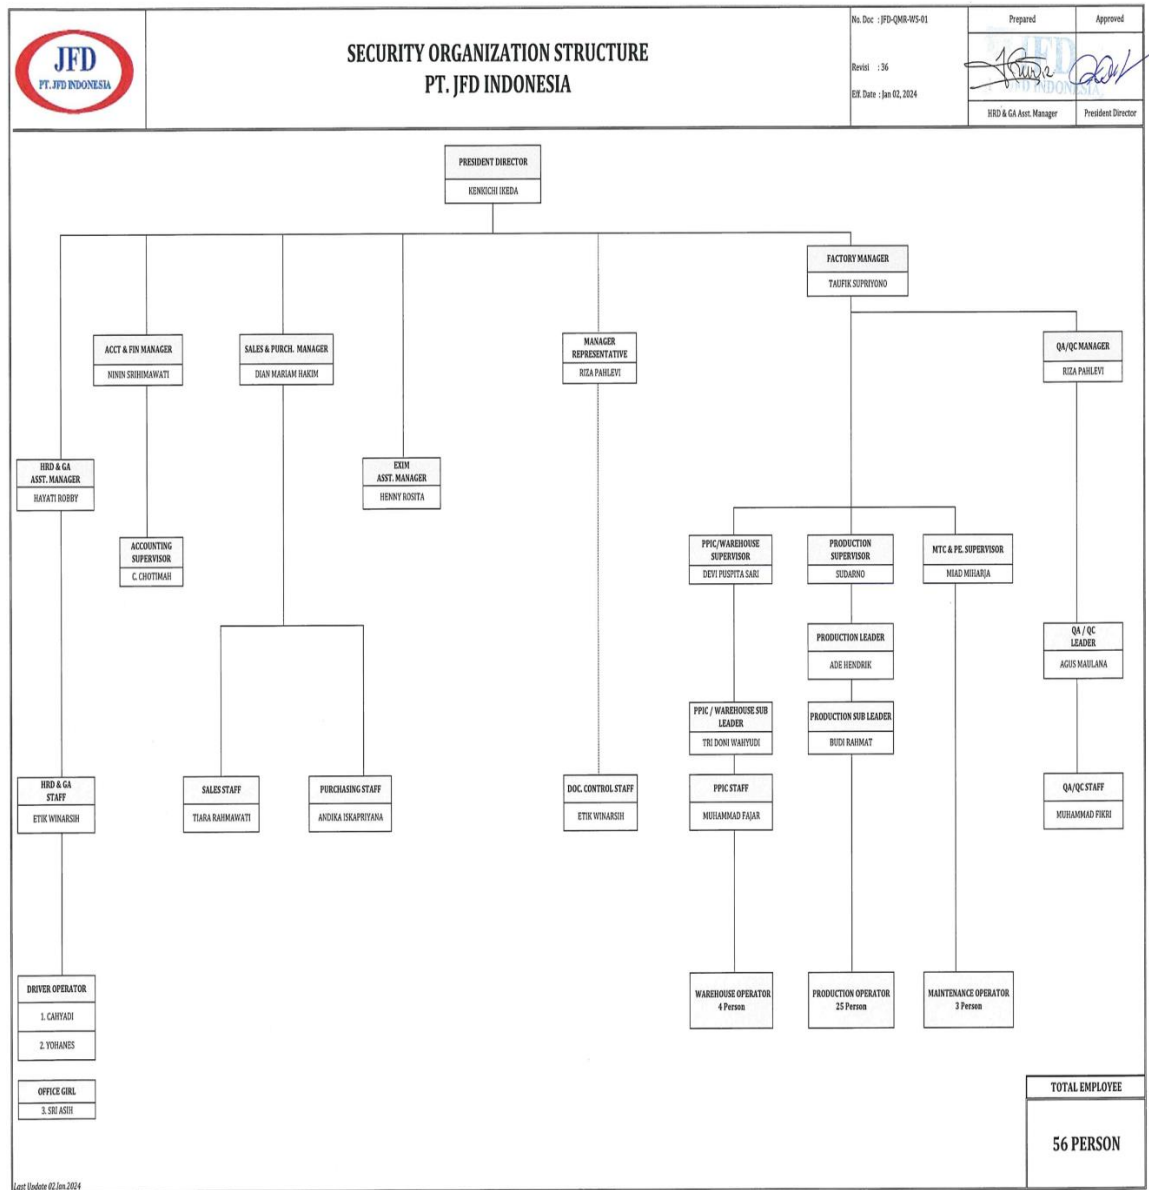 JFD
PT. JFD INDONESIA
SECURITY ORGANIZATION STRUCTURE
PT. JFD INDONESIA
No. Doc : JFD-QMR-WS-01
Revisi : 36
Eff. Date : Jan 02, 2024
Prepared
Approved
JFD
JFD INDONESIA
HRD & GA Asst. Manager
President Director
PRESIDENT DIRECTOR
KENKICHI IKEDA
FACTORY MANAGER
TAUFIK SUPRIYONO
ACCT & FIN MANAGER
NININ SRIHIMAWATI
SALES & PURCH. MANAGER
DIAN MARIAM HAKIM
MANAGER
REPRESENTATIVE
RIZA PAHLEVI
QA/QC MANAGER
RIZA PAHLEVI
HRD & GA
ASST. MANAGER
HAYATI ROBBY
EXIM
ASST. MANAGER
HENNY ROSITA
ACCOUNTING
SUPERVISOR
C. CHOTIMAH
PPIC/WAREHOUSE
SUPERVISOR
DEVI PUSPITA SARI
PRODUCTION
SUPERVISOR
SUDARNO
MTC & PE. SUPERVISOR
MIAD MIHARJA
PRODUCTION LEADER
ADE HENDRIK
QA / QC
LEADER
AGUS MAULANA
PPIC / WAREHOUSE SUB
LEADER
TRI DONI WAHYUDI
PRODUCTION SUB LEADER
BUDI RAHMAT
HRD & GA
STAFF
ETIK WINARSIH
SALES STAFF
TIARA RAHMAWATI
PURCHASING STAFF
ANDIKA ISKAPRIYANA
DOC. CONTROL STAFF
ETIK WINARSIH
PPIC STAFF
MUHAMMAD FAJAR
QA/QC STAFF
MUHAMMAD FIKRI
DRIVER OPERATOR
1. CAHYADI
2. YOHANES
WAREHOUSE OPERATOR
4 Person
PRODUCTION OPERATOR
25 Person
MAINTENANCE OPERATOR
3 Person
OFFICE GIRL
3. SRI ASIH
TOTAL EMPLOYEE
56 PERSON
Last Update 02 Jan 2024